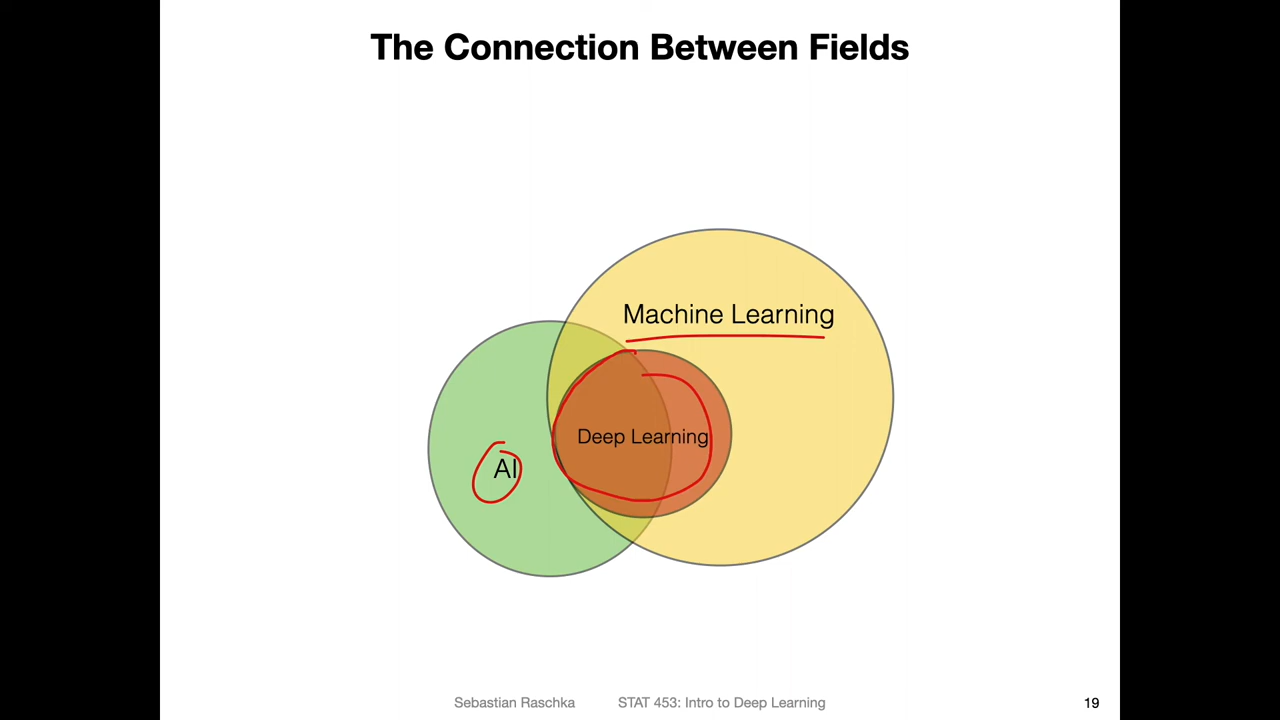 The Connection Between Fields
Machine Learning
Deep Learning
AI
Sebastian Raschka STAT 453: Intro to Deep Learning 19